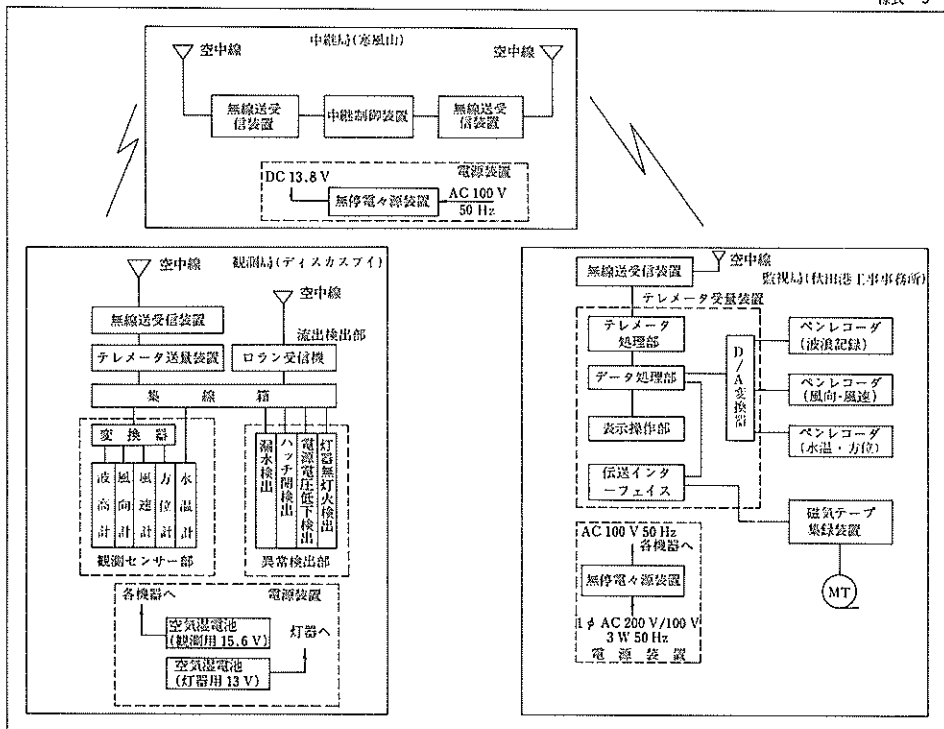 様式 9
中継局(寒風山)
空中線
空中線
無線送受
信装置
中継制御装置
無線送受
信装置
電源装置
DC 13.8 V
無停電々源装置
AC 100 V
50 Hz
観測局(ディスカスブイ)
空中線
空中線
無線送受信装置
流出検出部
テレメータ送量装置
ロラン受信機
集線箱
変換器
波高計
風向計
風速計
方位計
水温計
観測センサー部
漏水検出
ハッチ開検出
電源電圧低下検出
灯器無灯火検出
異常検出部
各機器へ
電源装置
空気湿電池
(観測用 15.6 V)
灯器へ
空気湿電池
(灯器用 13 V)
空中線
無線送受信装置
監視局(秋田港工事事務所)
テレメータ受量装置
テレメータ
処理部
データ処理部
表示操作部
伝送インタ
ーフェイス
D/A変換器
ペンレコーダ
(波浪記録)
ペンレコーダ
(風向・風速)
ペンレコーダ
(水温・方位)
磁気テープ
集録装置
MT
AC 100 V 50 Hz
各機器へ
無停電々源装置
1φ AC 200 V/100 V
3 W 50 Hz
電源装置